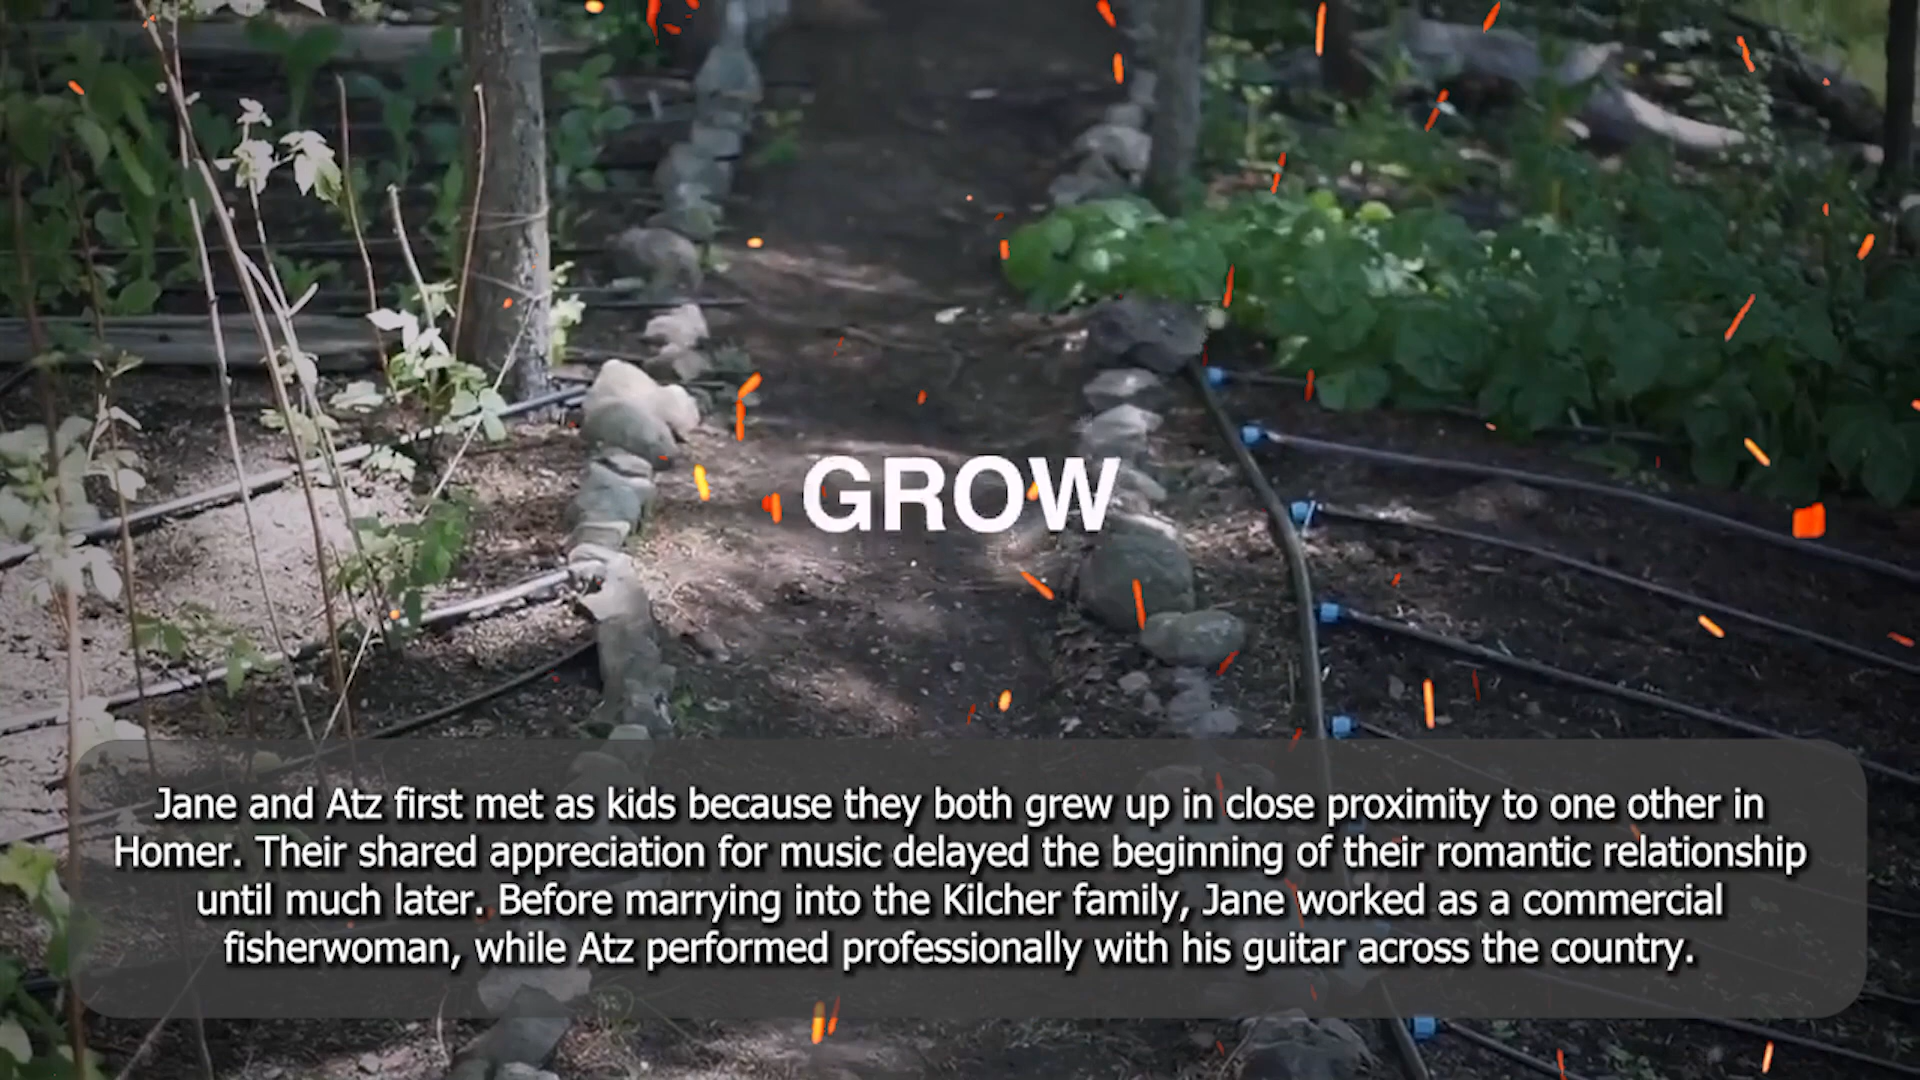 GROW
Jane and Atz first met as kids because they both grew up in close proximity to one other in
Homer. Their shared appreciation for music delayed the beginning of their romantic relationship
until much later. Before marrying into the Kilcher family, Jane worked as a commercial
fisherwoman, while Atz performed professionally with his guitar across the country.